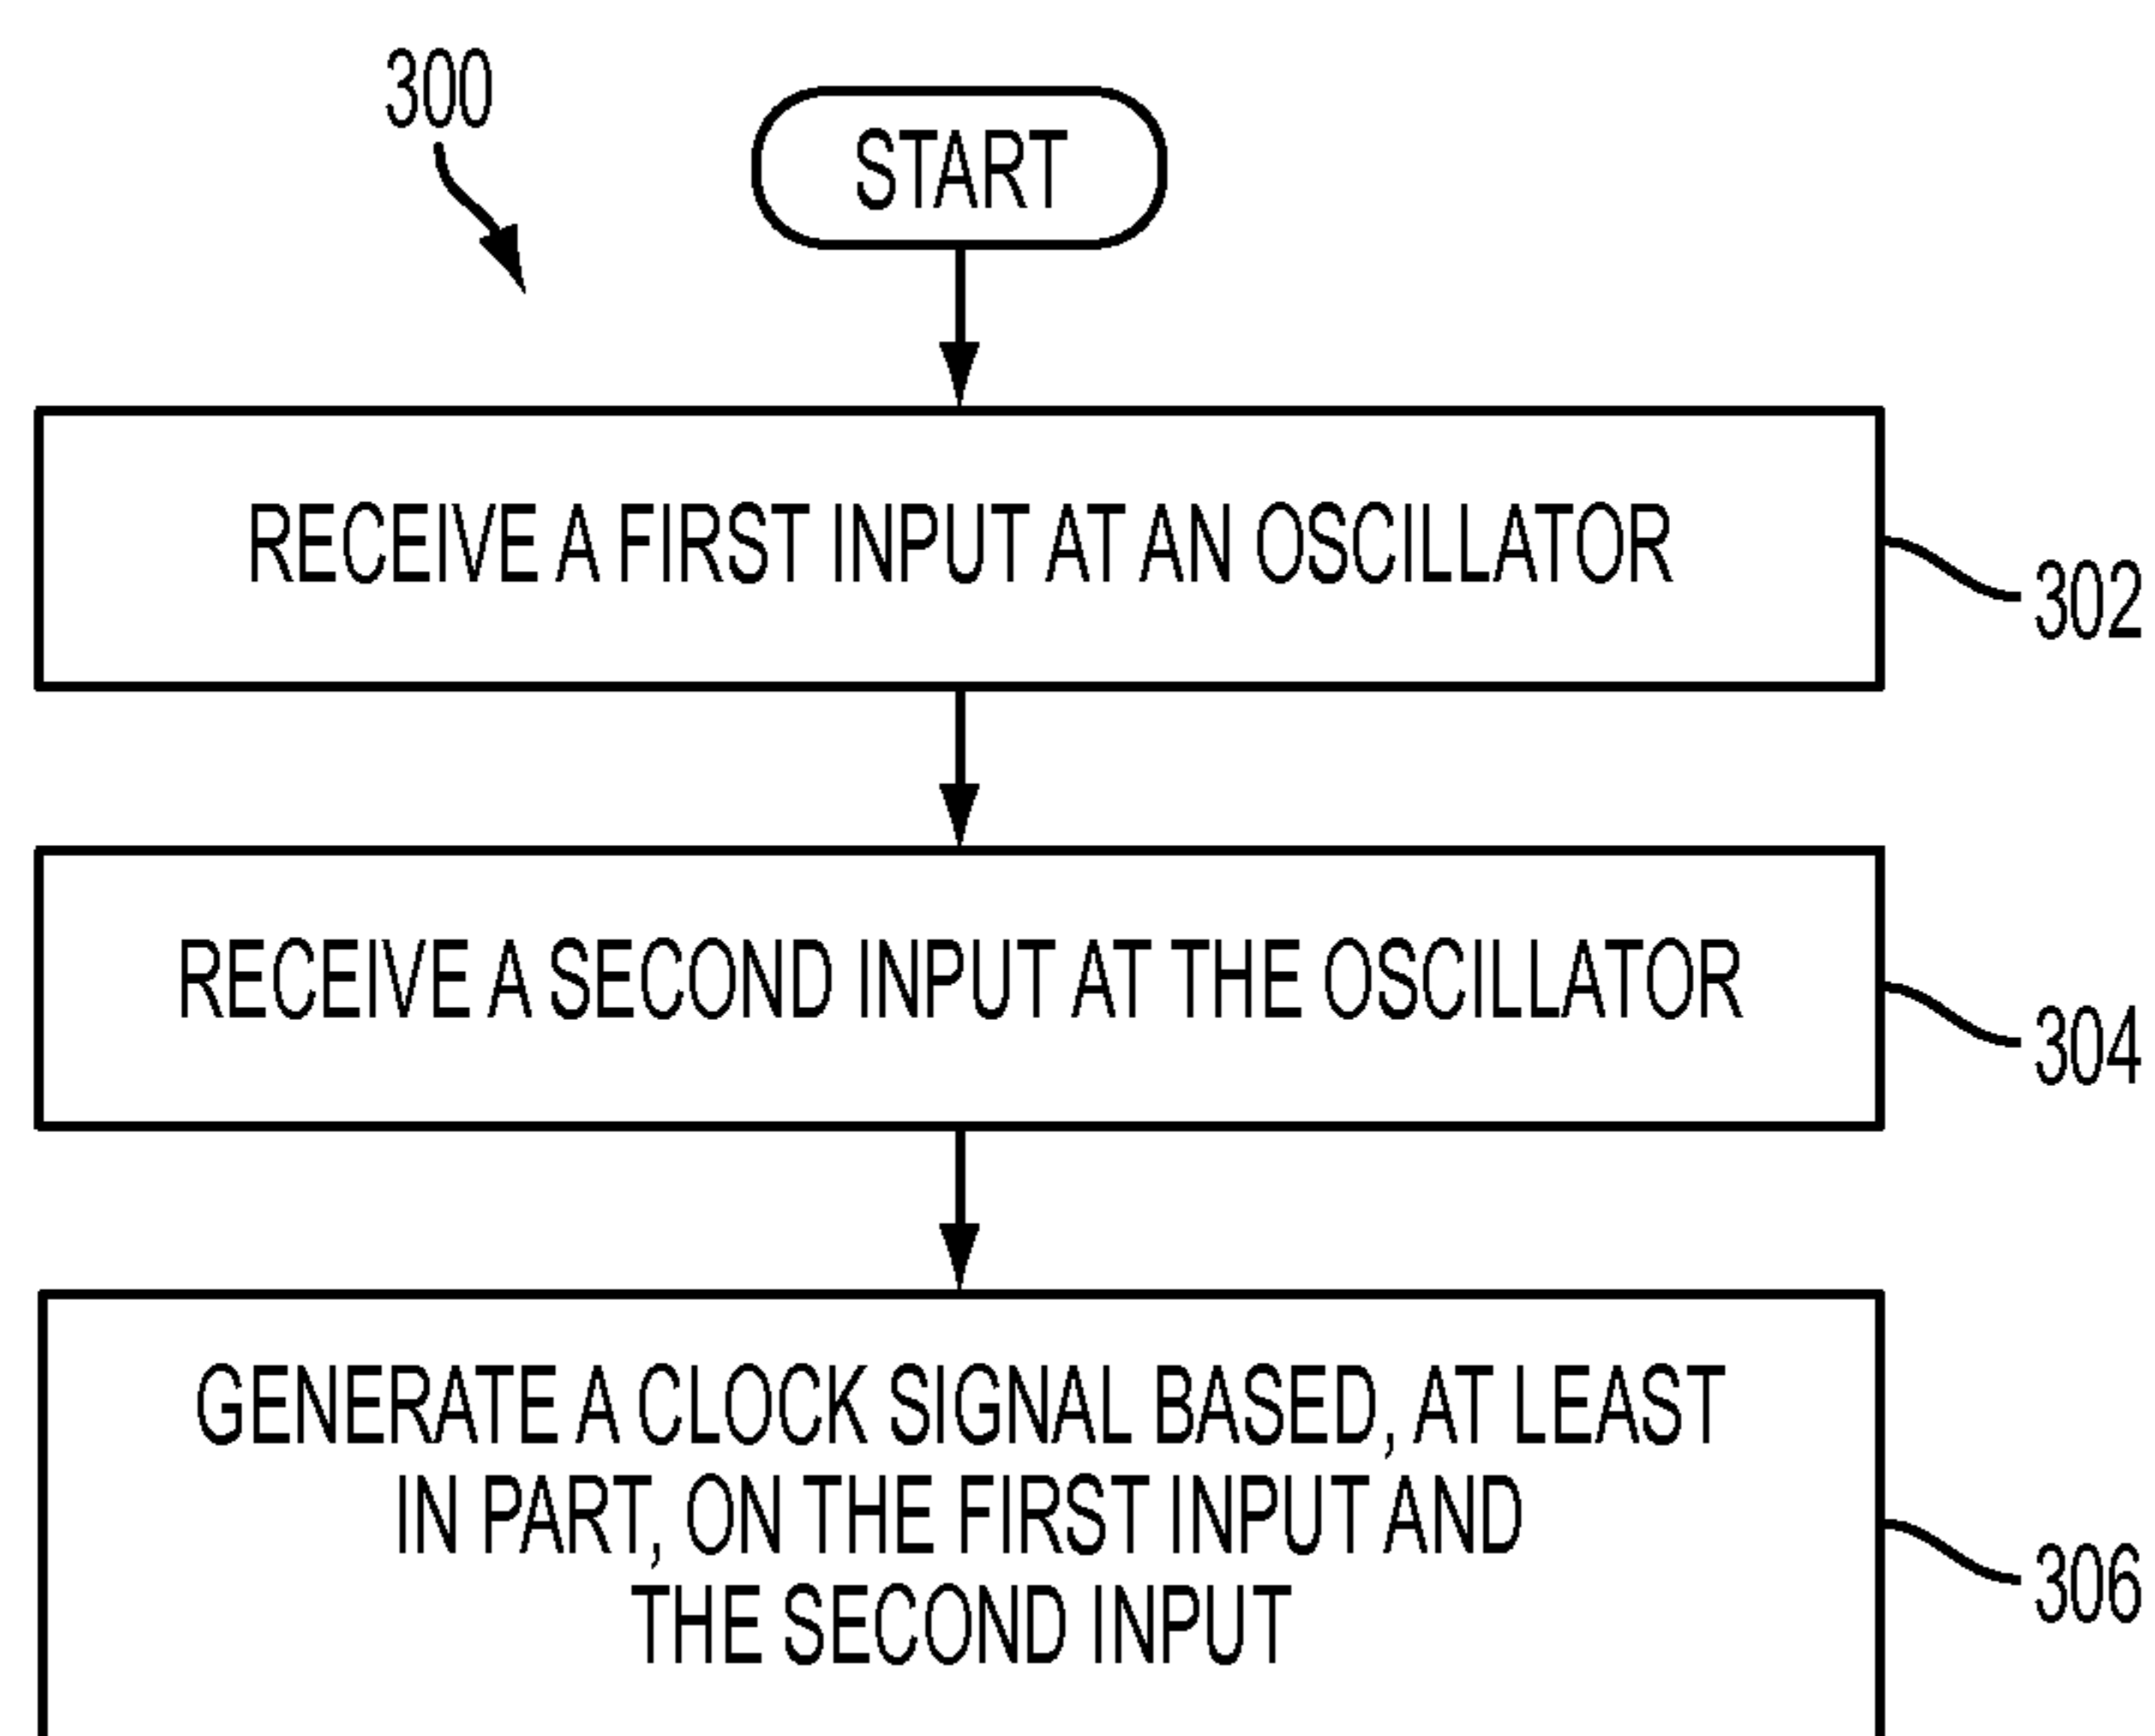 300
START
RECEIVE A FIRST INPUT AT AN OSCILLATOR
302
RECEIVE A SECOND INPUT AT THE OSCILLATOR
304
GENERATE A CLOCK SIGNAL BASED, AT LEAST
IN PART, ON THE FIRST INPUT AND
THE SECOND INPUT
306